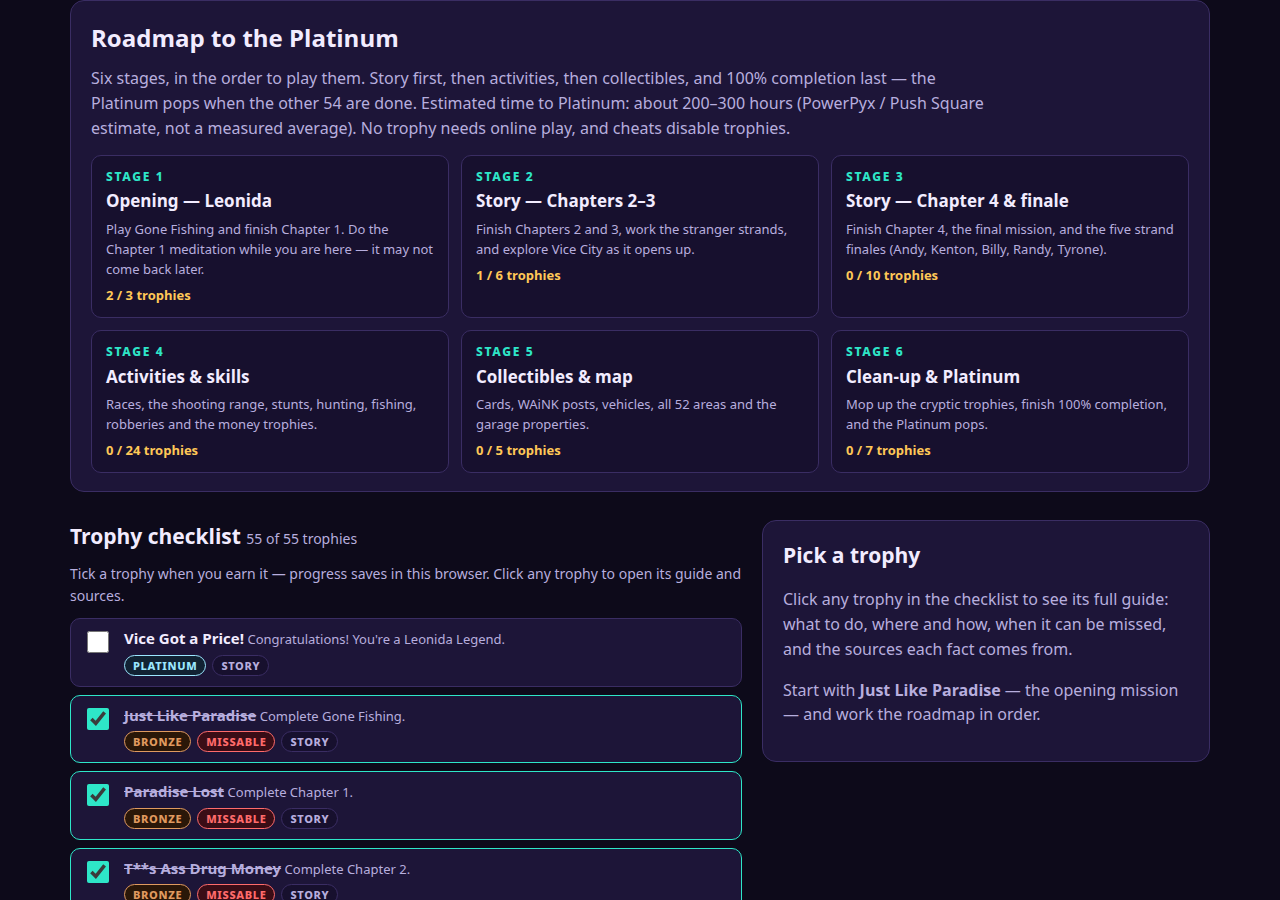 Roadmap to the Platinum
Six stages, in the order to play them. Story first, then activities, then collectibles, and 100% completion last — the
Platinum pops when the other 54 are done. Estimated time to Platinum: about 200–300 hours (PowerPyx / Push Square
estimate, not a measured average). No trophy needs online play, and cheats disable trophies.
STAGE 1
Opening — Leonida
Play Gone Fishing and finish Chapter 1. Do the
Chapter 1 meditation while you are here — it may not
come back later.
2 / 3 trophies
STAGE 2
Story — Chapters 2–3
Finish Chapters 2 and 3, work the stranger strands,
and explore Vice City as it opens up.
1 / 6 trophies
STAGE 3
Story — Chapter 4 & finale
Finish Chapter 4, the final mission, and the five strand
finales (Andy, Kenton, Billy, Randy, Tyrone).
0 / 10 trophies
STAGE 4
Activities & skills
Races, the shooting range, stunts, hunting, fishing,
robberies and the money trophies.
0 / 24 trophies
STAGE 5
Collectibles & map
Cards, WAiNK posts, vehicles, all 52 areas and the
garage properties.
0 / 5 trophies
STAGE 6
Clean-up & Platinum
Mop up the cryptic trophies, finish 100% completion,
and the Platinum pops.
0 / 7 trophies
Trophy checklist 55 of 55 trophies
Tick a trophy when you earn it — progress saves in this browser. Click any trophy to open its guide and
sources.
Vice Got a Price! Congratulations! You're a Leonida Legend.
PLATINUM STORY
Just Like Paradise Complete Gone Fishing.
BRONZE MISSABLE STORY
Paradise Lost Complete Chapter 1.
BRONZE MISSABLE STORY
T**s Ass Drug Money Complete Chapter 2.
BRONZE MISSABLE STORY
Pick a trophy
Click any trophy in the checklist to see its full guide:
what to do, where and how, when it can be missed,
and the sources each fact comes from.
Start with Just Like Paradise — the opening mission
— and work the roadmap in order.